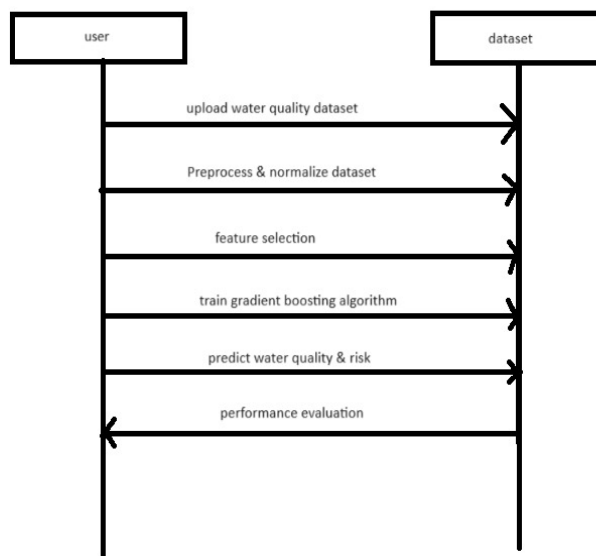 user
dataset
upload water quality dataset
Preprocess & normalize dataset
feature selection
train gradient boosting algorithm
predict water quality & risk
performance evaluation